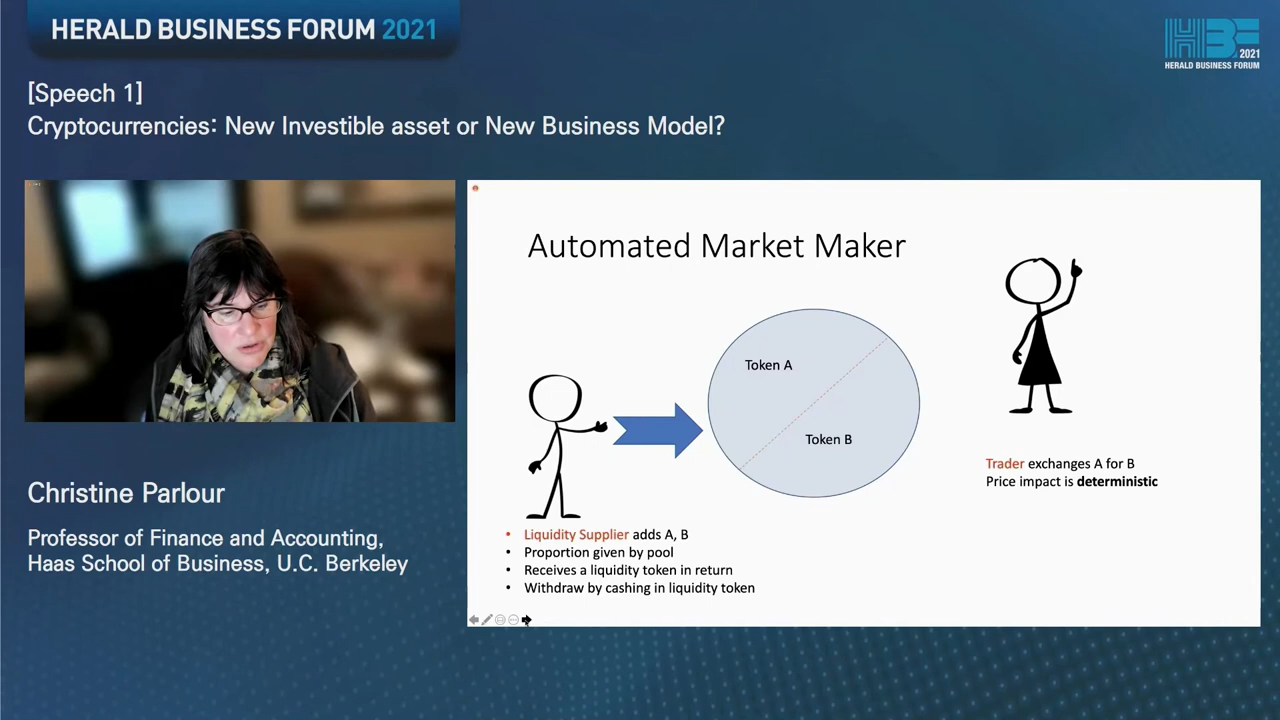 HERALD BUSINESS FORUM 2021
HBF
2021
HERALD BUSINESS FORUM
[Speech 1]
Cryptocurrencies: New Investible asset or New Business Model?
Automated Market Maker
Token A
Token B
Trader exchanges A for B
Price impact is deterministic
• Liquidity Supplier adds A, B
• Proportion given by pool
• Receives a liquidity token in return
• Withdraw by cashing in liquidity token
Christine Parlour
Professor of Finance and Accounting,
Haas School of Business, U.C. Berkeley